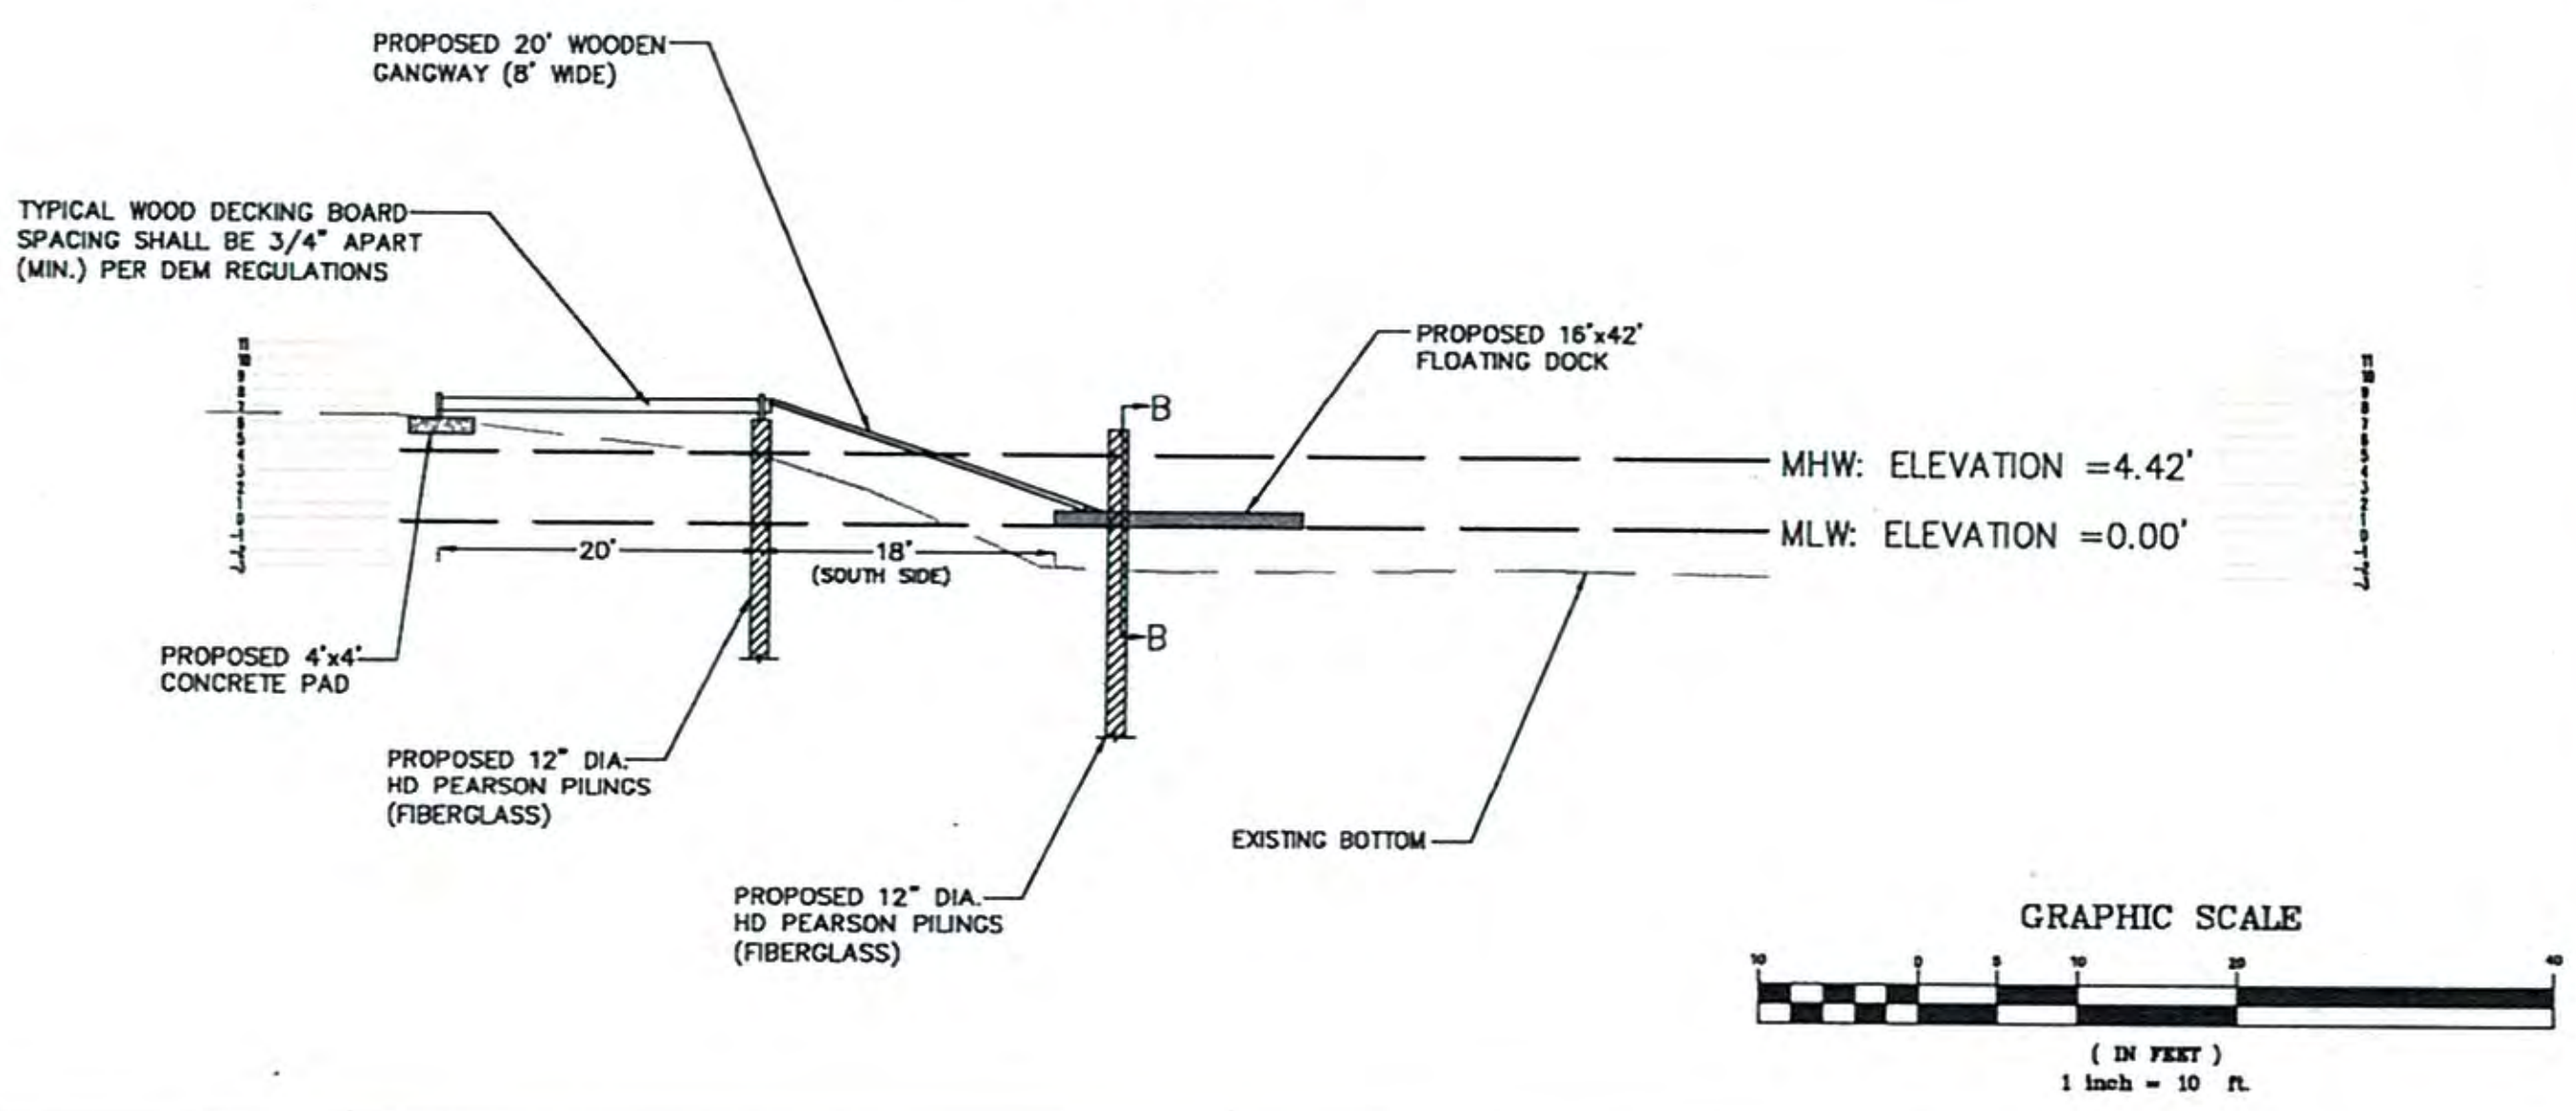 PROPOSED 20' WOODEN
GANGWAY (8' WIDE)
TYPICAL WOOD DECKING BOARD
SPACING SHALL BE 3/4" APART
(MIN.) PER DEM REGULATIONS
PROPOSED 16'x42'
FLOATING DOCK
B
MHW: ELEVATION =4.42'
MLW: ELEVATION =0.00'
20'
18'
(SOUTH SIDE)
B
PROPOSED 4'x4'
CONCRETE PAD
PROPOSED 12" DIA.
HD PEARSON PILINGS
(FIBERGLASS)
EXISTING BOTTOM
PROPOSED 12" DIA.
HD PEARSON PILINGS
(FIBERGLASS)
GRAPHIC SCALE
10 0 5 10 20 40
( IN FEET )
1 inch = 10 ft.